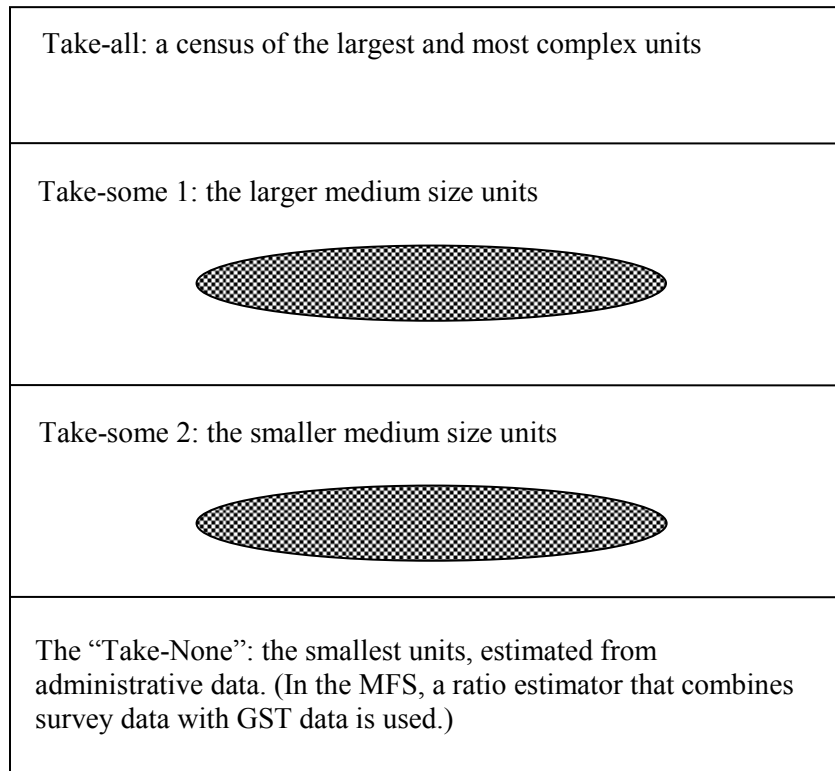 Take-all: a census of the largest and most complex units
Take-some 1: the larger medium size units
Take-some 2: the smaller medium size units
The “Take-None”: the smallest units, estimated from
administrative data. (In the MFS, a ratio estimator that combines
survey data with GST data is used.)